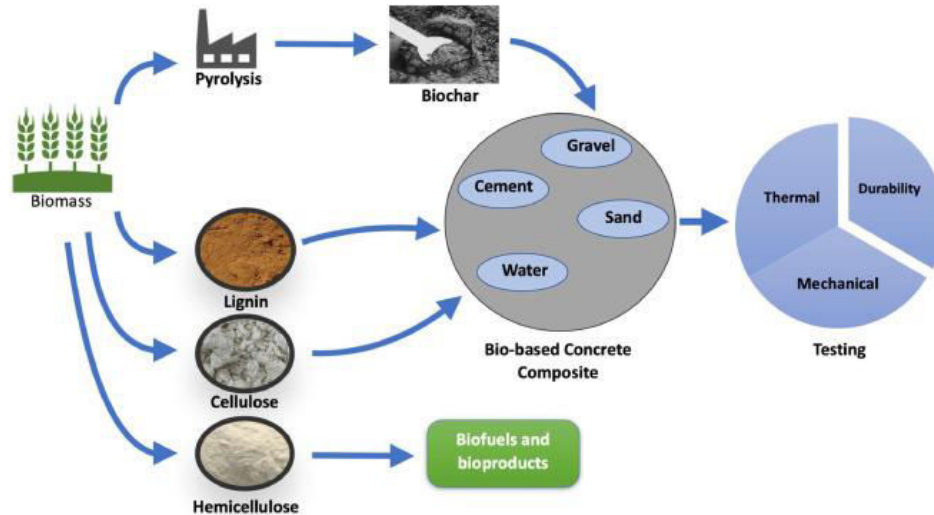 Pyrolysis
Biochar
Biomass
Gravel
Cement
Sand
Water
Thermal
Durability
Mechanical
Lignin
Bio-based Concrete
Composite
Testing
Cellulose
Biofuels and
bioproducts
Hemicellulose